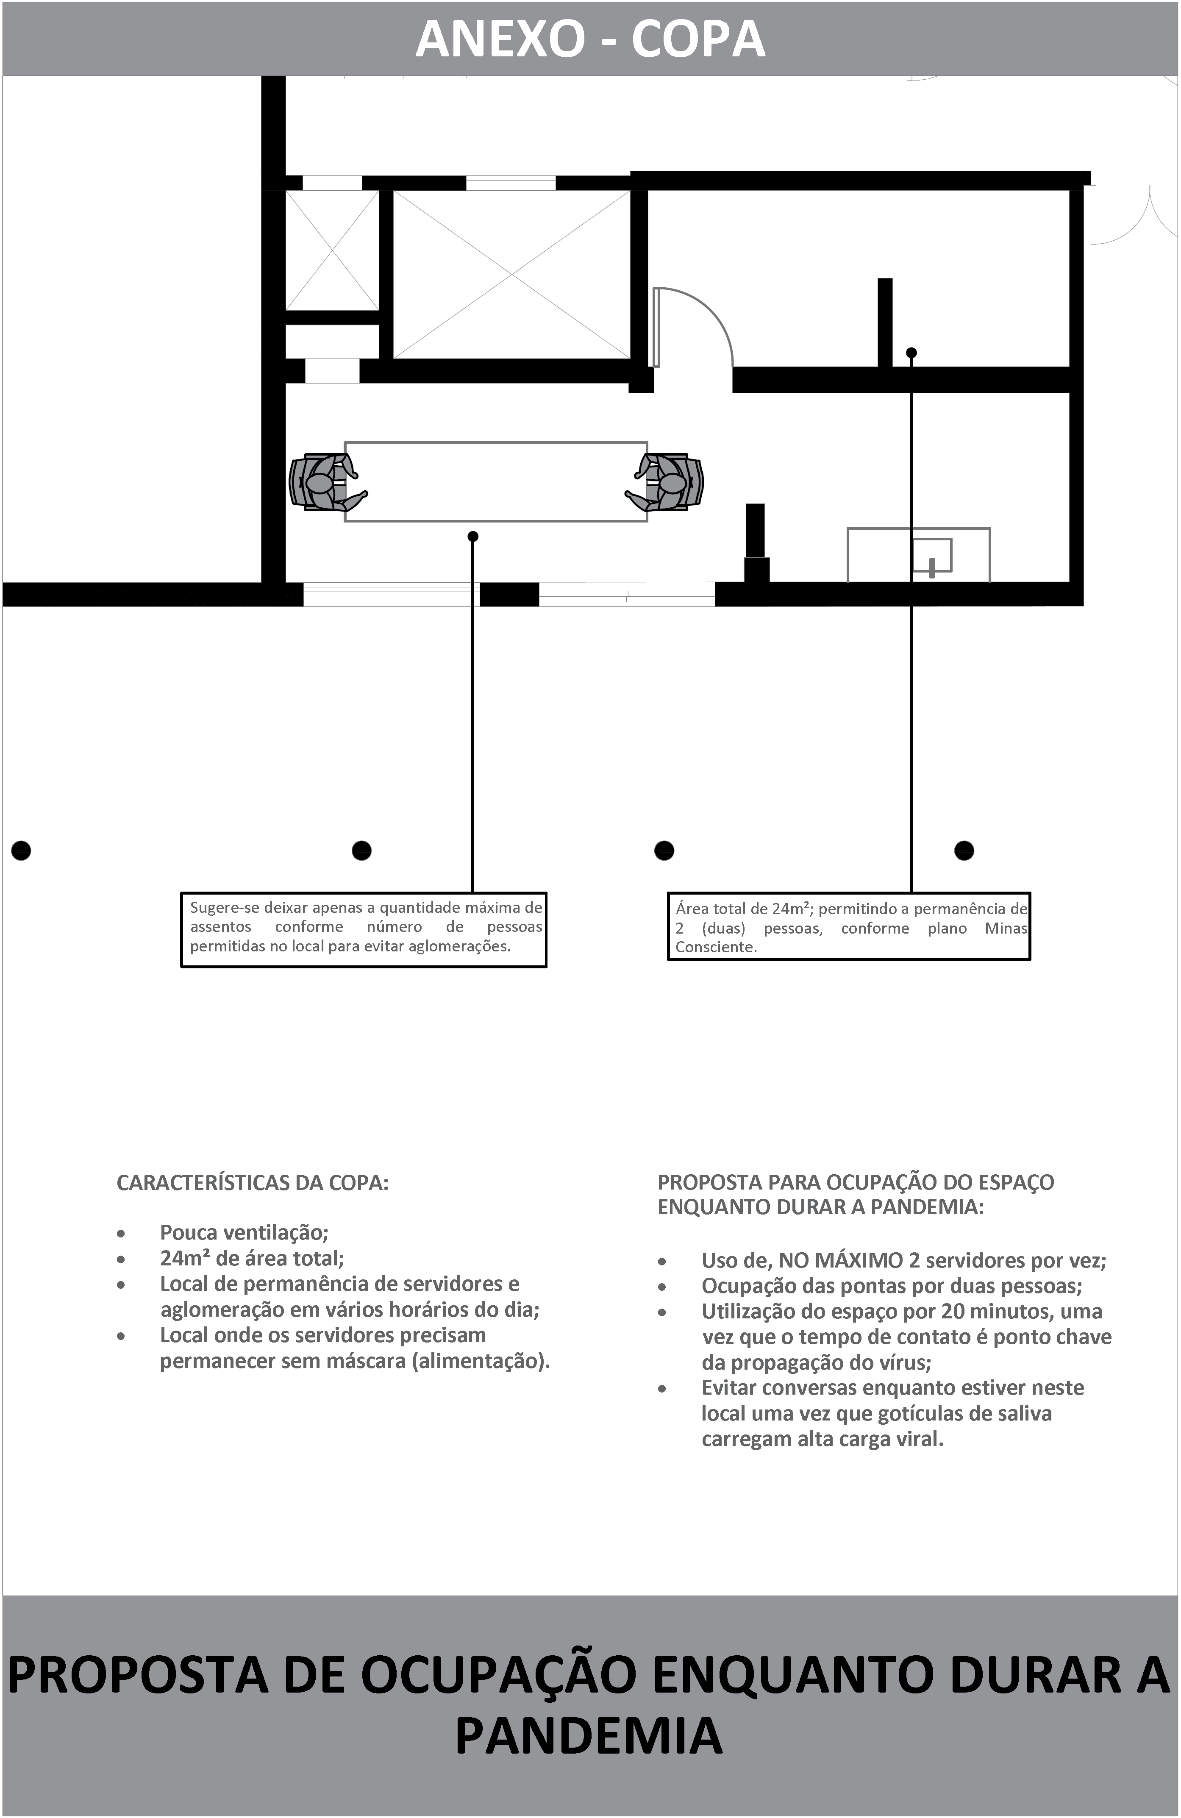 ANEXO - COPA
Sugere-se deixar apenas a quantidade máxima de
assentos conforme número de pessoas
permitidas no local para evitar aglomerações.
Área total de 24m²; permitindo a permanência de
2 (duas) pessoas, conforme plano Minas
Consciente.
CARACTERÍSTICAS DA COPA:
• Pouca ventilação;
• 24m² de área total;
• Local de permanência de servidores e
aglomeração em vários horários do dia;
• Local onde os servidores precisam
permanecer sem máscara (alimentação).
PROPOSTA PARA OCUPAÇÃO DO ESPAÇO
ENQUANTO DURAR A PANDEMIA:
• Uso de, NO MÁXIMO 2 servidores por vez;
• Ocupação das pontas por duas pessoas;
• Utilização do espaço por 20 minutos, uma
vez que o tempo de contato é ponto chave
da propagação do vírus;
• Evitar conversas enquanto estiver neste
local uma vez que gotículas de saliva
carregam alta carga viral.
PROPOSTA DE OCUPAÇÃO ENQUANTO DURAR A
PANDEMIA